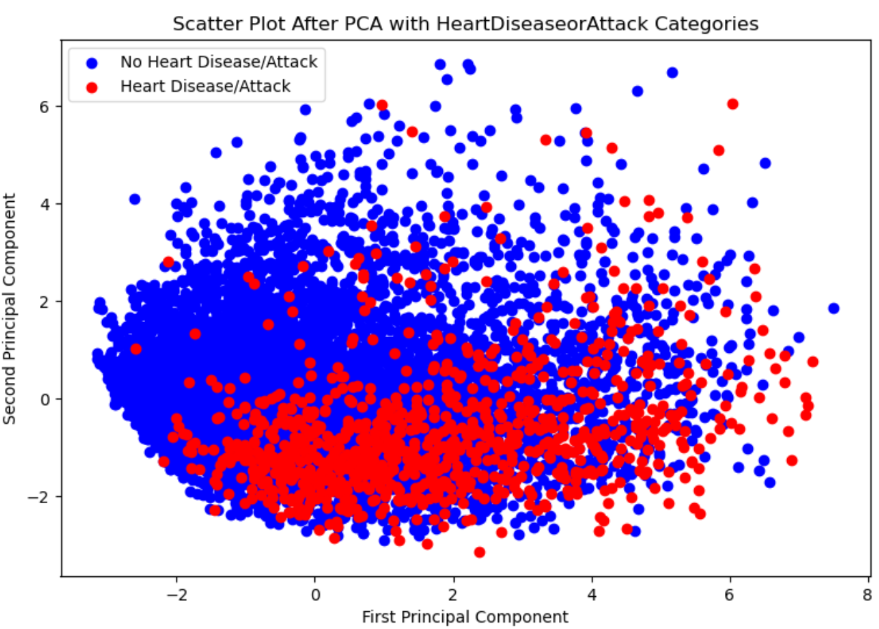 Scatter Plot After PCA with HeartDiseaseorAttack Categories
No Heart Disease/Attack
Heart Disease/Attack
Second Principal Component
6
4
2
0
−2
−2 0 2 4 6 8
First Principal Component